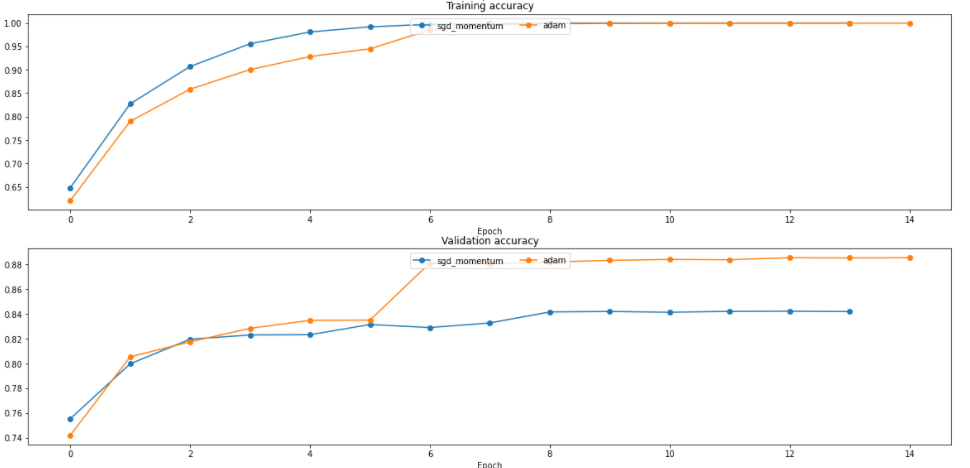 Training accuracy
sgd_momentum adam
1.00
0.95
0.90
0.85
0.80
0.75
0.70
0.65
0 2 4 6 8 10 12 14
Epoch
Validation accuracy
sgd_momentum adam
0.88
0.86
0.84
0.82
0.80
0.78
0.76
0.74
0 2 4 6 8 10 12 14
Epoch